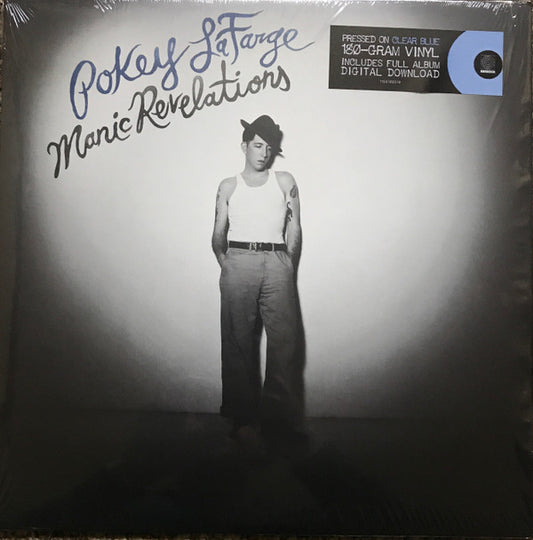 Pokey LaFarge
Manic Revelations
PRESSED ON CLEAR BLUE
180-GRAM VINYL
INCLUDES FULL ALBUM
DIGITAL DOWNLOAD